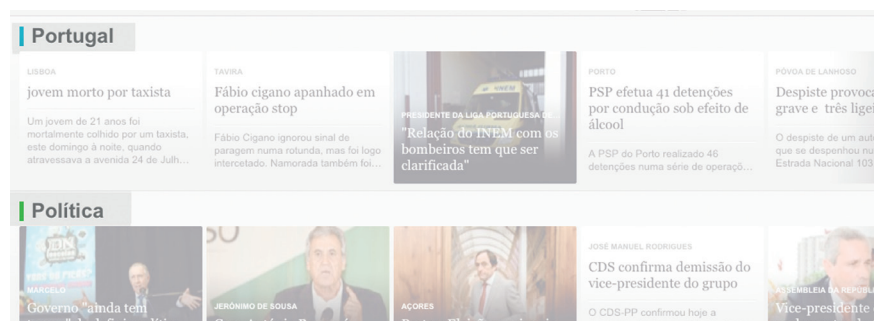 Portugal
LISBOA
jovem morto por taxista
Um jovem de 21 anos foi
mortalmente colhido por um taxista,
este domingo à noite, quando
atravessava a avenida 24 de Julh...
TAVIRA
Fábio cigano apanhado em
operação stop
Fábio Cigano ignorou sinal de
paragem numa rotunda, mas foi logo
intercetado. Namorada também foi...
PRESIDENTE DA LIGA PORTUGUESA DE...
"Relação do INEM com os
bombeiros tem que ser
clarificada"
PORTO
PSP efetua 41 detenções
por condução sob efeito de
álcool
A PSP do Porto realizado 46
detenções numa série de operaçõ...
PÓVOA DE LANHOSO
Despiste provoca
grave e três lige
O despiste de um aut
que se despenhou nu
Estrada Nacional 103
Política
MARCELO
Governo "ainda tem
JERÓNIMO DE SOUSA
AÇORES
JOSÉ MANUEL RODRIGUES
CDS confirma demissão do
vice-presidente do grupo
O CDS-PP confirmou hoje a
ASSEMBLEIA DA REPÚBLI
Vice-presidente